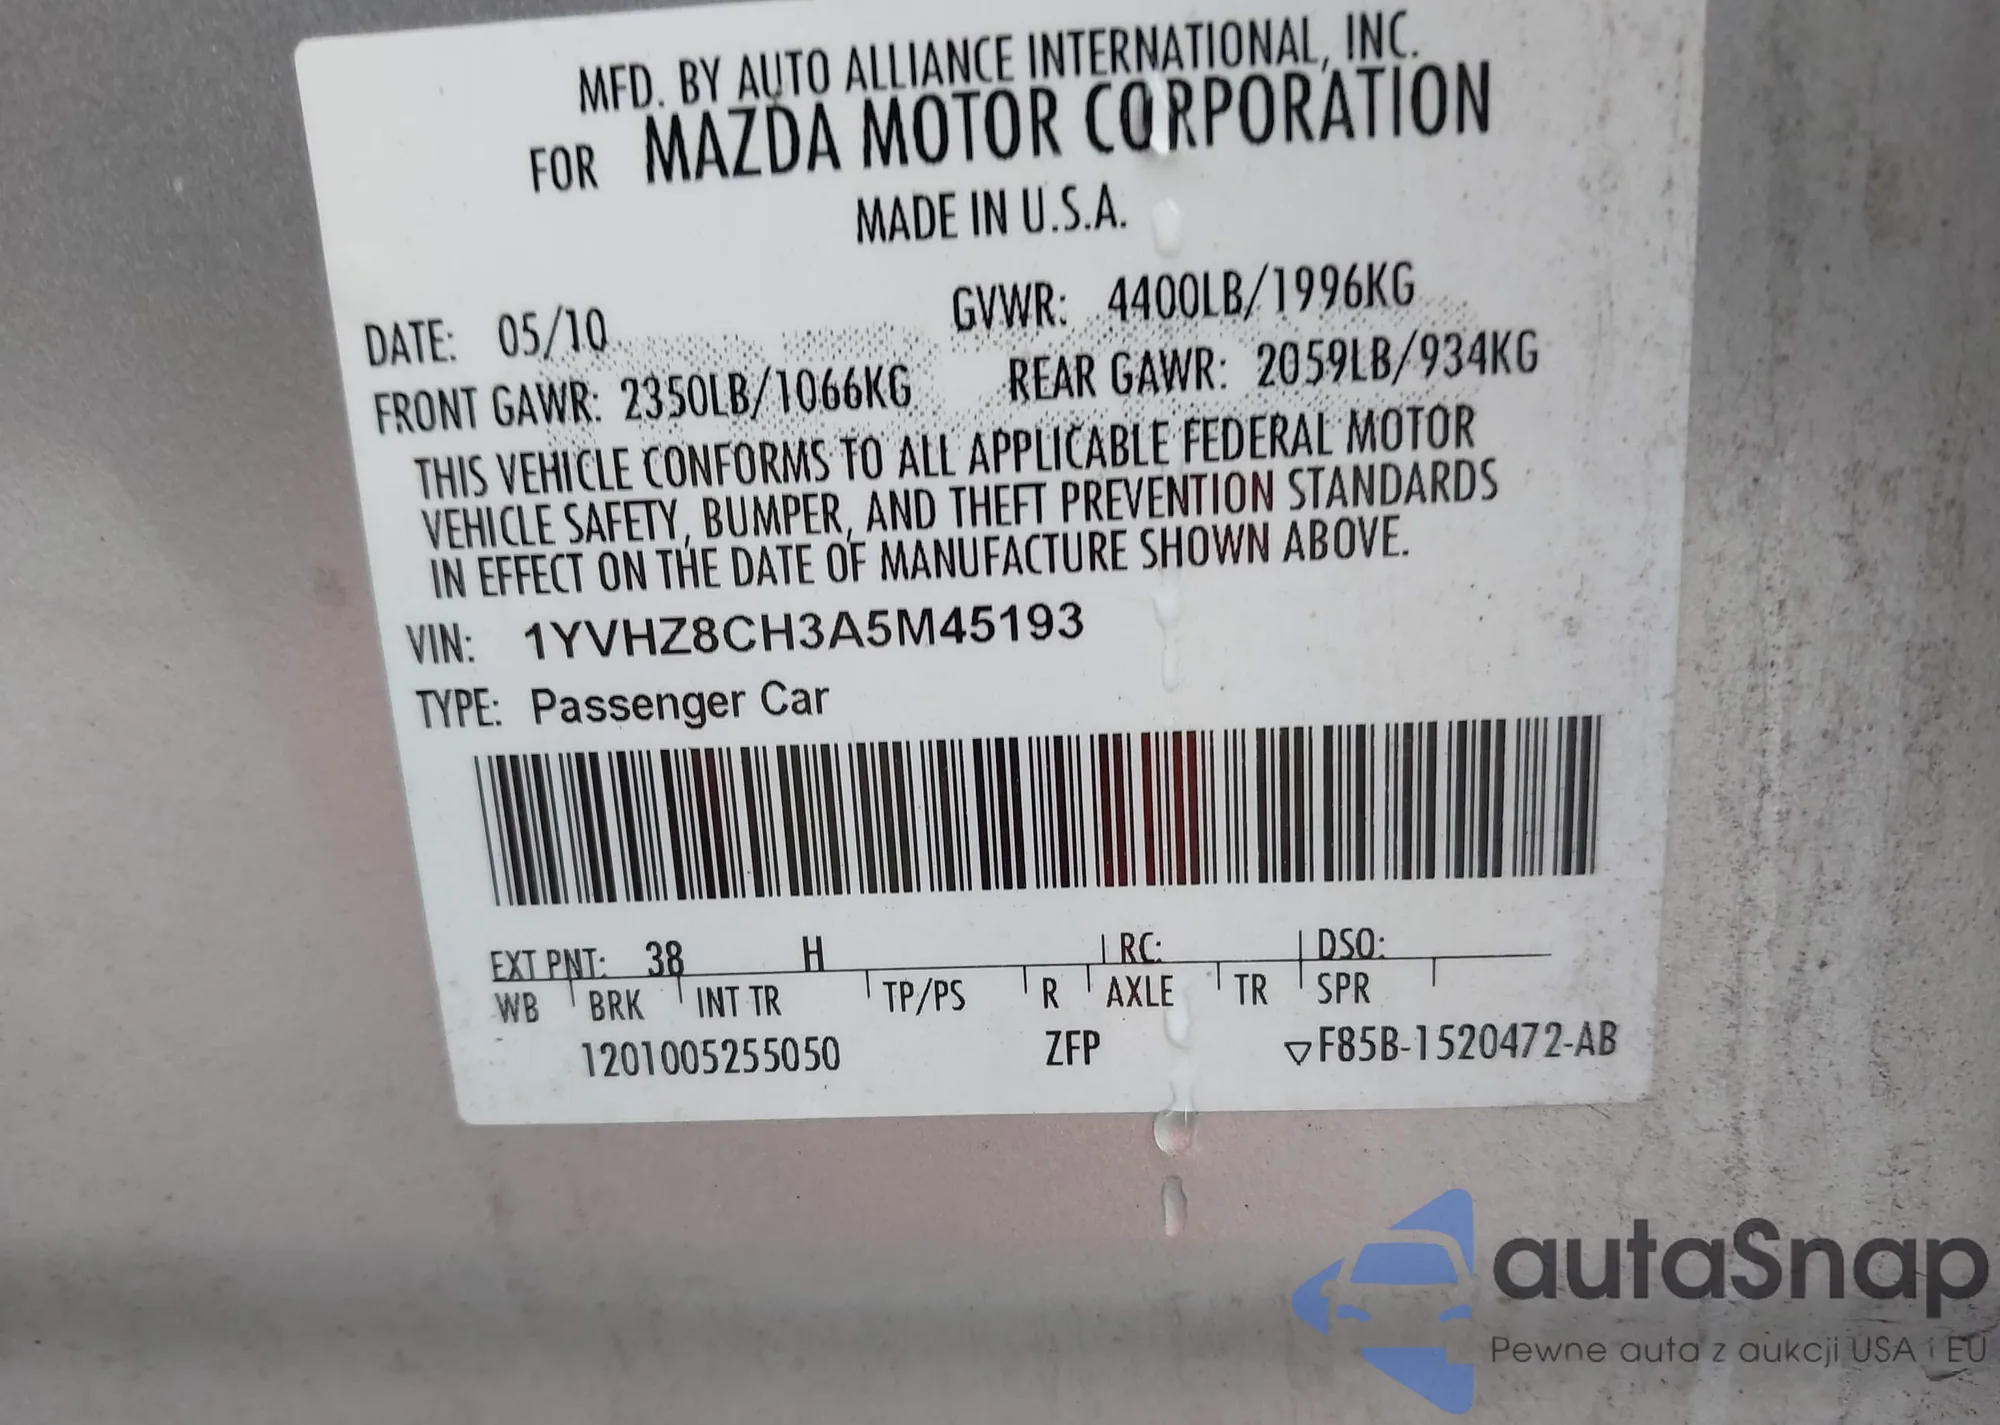 MFD. BY AUTO ALLIANCE INTERNATIONAL, INC.
FOR MAZDA MOTOR CORPORATION
MADE IN U.S.A.
DATE: 05/10 GVWR: 4400LB/1996KG
FRONT GAWR: 2350LB/1066KG REAR GAWR: 2059LB/934KG
THIS VEHICLE CONFORMS TO ALL APPLICABLE FEDERAL MOTOR
VEHICLE SAFETY, BUMPER, AND THEFT PREVENTION STANDARDS
IN EFFECT ON THE DATE OF MANUFACTURE SHOWN ABOVE.
VIN: 1YVHZ8CH3A5M45193
TYPE: Passenger Car
EXT PNT: 38 H RC: DSO:
WB BRK INT TR TP/PS R AXLE TR SPR
1201005255050 ZFP ▽F85B-1520472-AB
autaSnap
Pewne auta z aukcji USA i EU